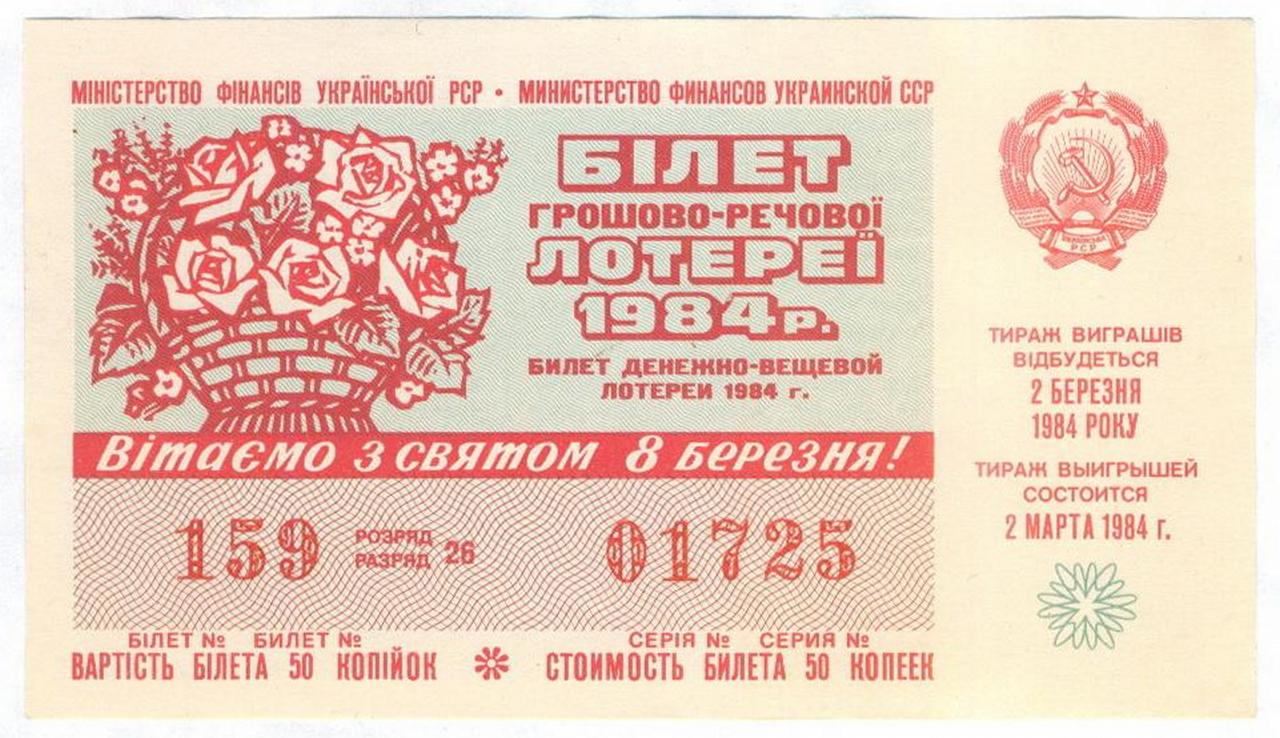 МІНІСТЕРСТВО ФІНАНСІВ УКРАЇНСЬКОЇ РСР • МИНИСТЕРСТВО ФИНАНСОВ УКРАИНСКОЙ ССР
БІЛЕТ
ГРОШОВО-РЕЧОВОЇ
ЛОТЕРЕЇ
1984 р.
БИЛЕТ ДЕНЕЖНО-ВЕЩЕВОЙ
ЛОТЕРЕИ 1984 г.
Вітаємо з святом 8 березня!
159 РОЗРЯД РАЗРЯД 26 01725
БІЛЕТ № БИЛЕТ № СЕРІЯ № СЕРИЯ №
ВАРТІСТЬ БІЛЕТА 50 КОПІЙОК СТОИМОСТЬ БИЛЕТА 50 КОПЕЕК
УКРАЇНСЬКА
РСР
ТИРАЖ ВИГРАШІВ
ВІДБУДЕТЬСЯ
2 БЕРЕЗНЯ
1984 РОКУ
ТИРАЖ ВЫИГРЫШЕЙ
СОСТОИТСЯ
2 МАРТА 1984 г.